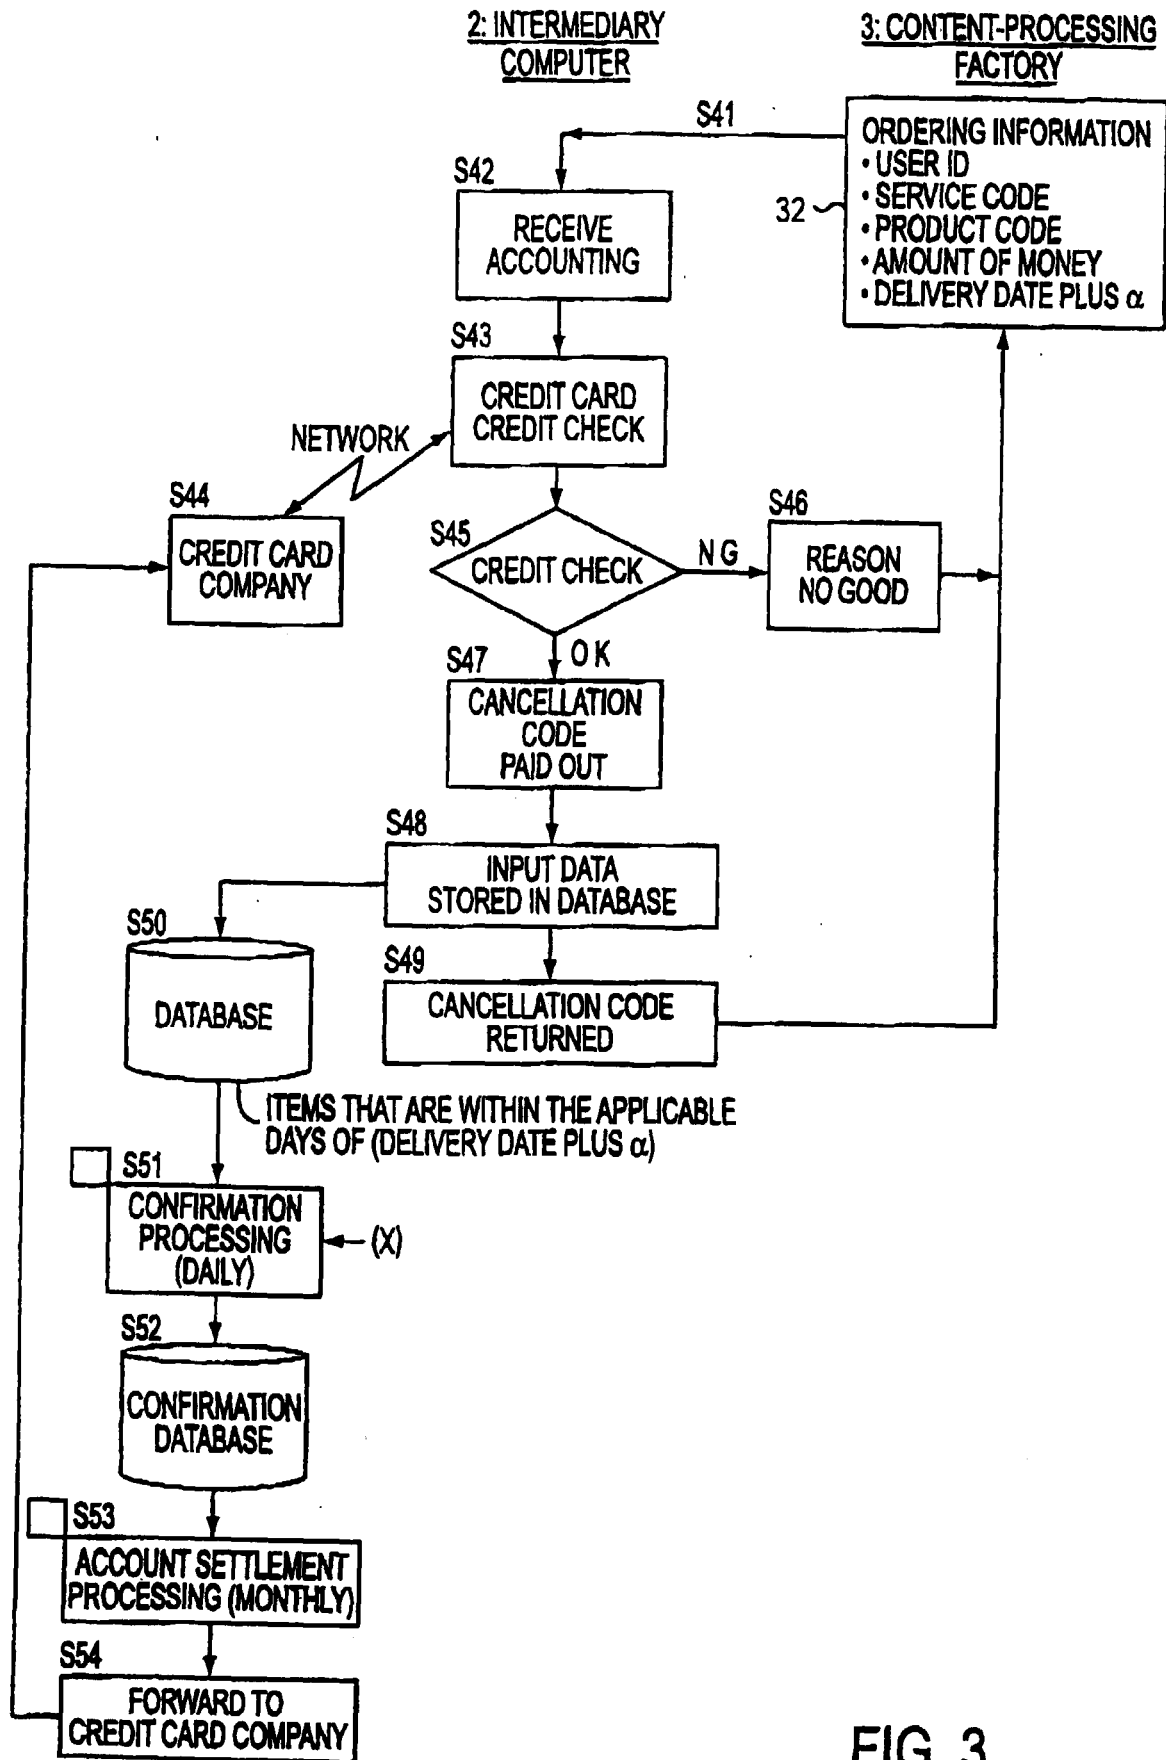 2: INTERMEDIARY
COMPUTER
3: CONTENT-PROCESSING
FACTORY
S41
ORDERING INFORMATION
• USER ID
• SERVICE CODE
• PRODUCT CODE
• AMOUNT OF MONEY
• DELIVERY DATE PLUS α
32
S42
RECEIVE
ACCOUNTING
S43
CREDIT CARD
CREDIT CHECK
NETWORK
S44
CREDIT CARD
COMPANY
S45
CREDIT CHECK
NG
S46
REASON
NO GOOD
OK
S47
CANCELLATION
CODE
PAID OUT
S48
INPUT DATA
STORED IN DATABASE
S50
DATABASE
S49
CANCELLATION CODE
RETURNED
ITEMS THAT ARE WITHIN THE APPLICABLE
DAYS OF (DELIVERY DATE PLUS α)
S51
CONFIRMATION
PROCESSING
(DAILY)
(X)
S52
CONFIRMATION
DATABASE
S53
ACCOUNT SETTLEMENT
PROCESSING (MONTHLY)
S54
FORWARD TO
CREDIT CARD COMPANY
FIG. 3